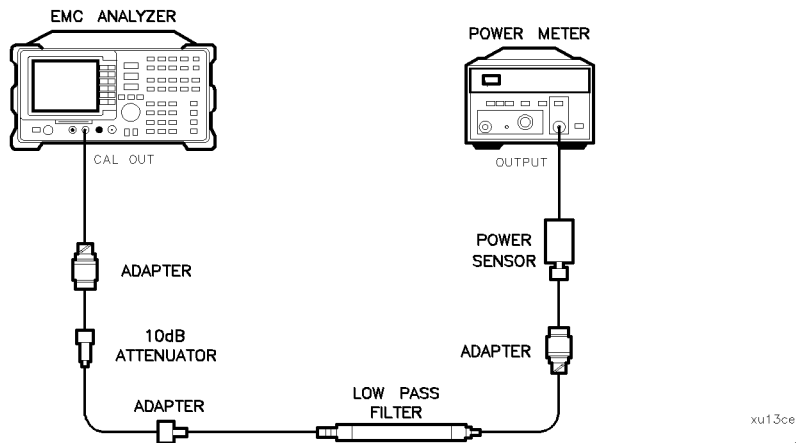 EMC ANALYZER
POWER METER
CAL OUT
OUTPUT
POWER
SENSOR
ADAPTER
10dB
ATTENUATOR
ADAPTER
ADAPTER
LOW PASS
FILTER
xu13ce